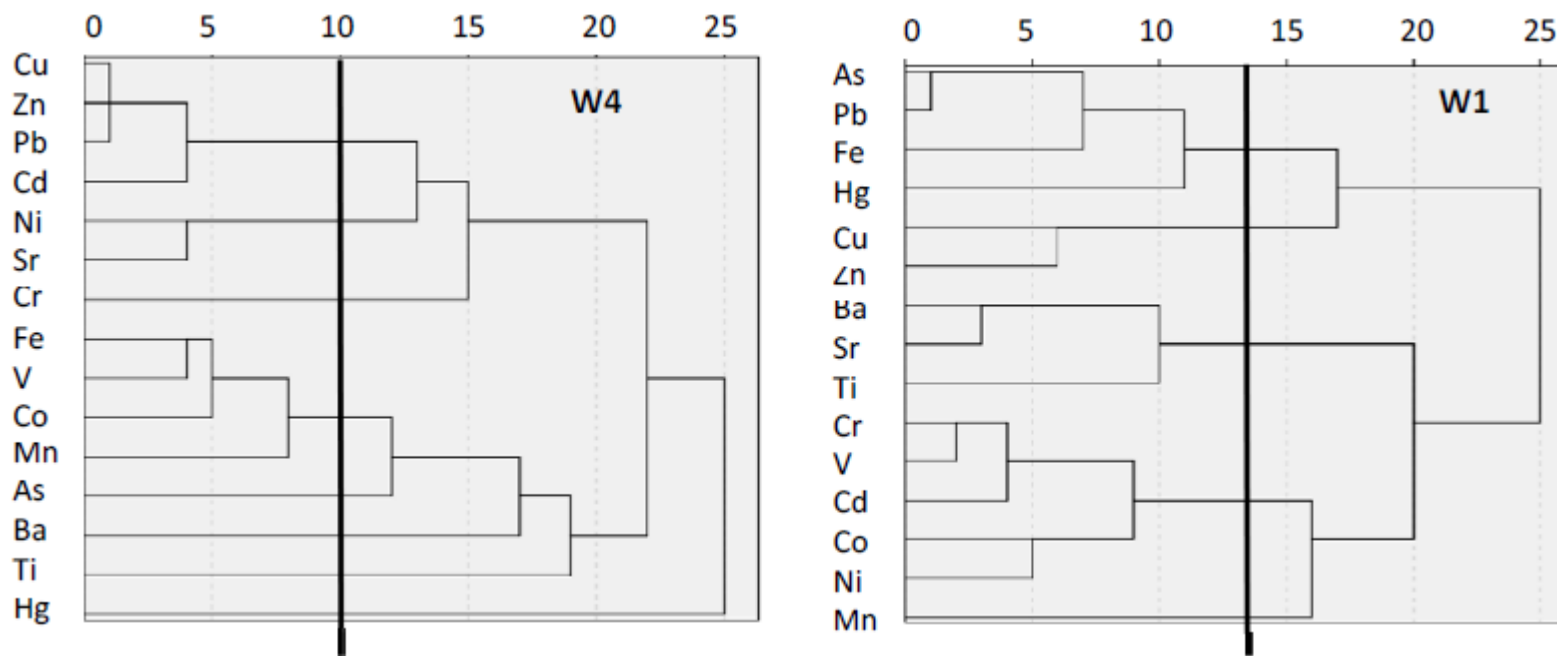 0 5 10 15 20 25
W4
Cu
Zn
Pb
Cd
Ni
Sr
Cr
Fe
V
Co
Mn
As
Ba
Ti
Hg
0 5 10 15 20 25
W1
As
Pb
Fe
Hg
Cu
Zn
Ba
Sr
Ti
Cr
V
Cd
Co
Ni
Mn